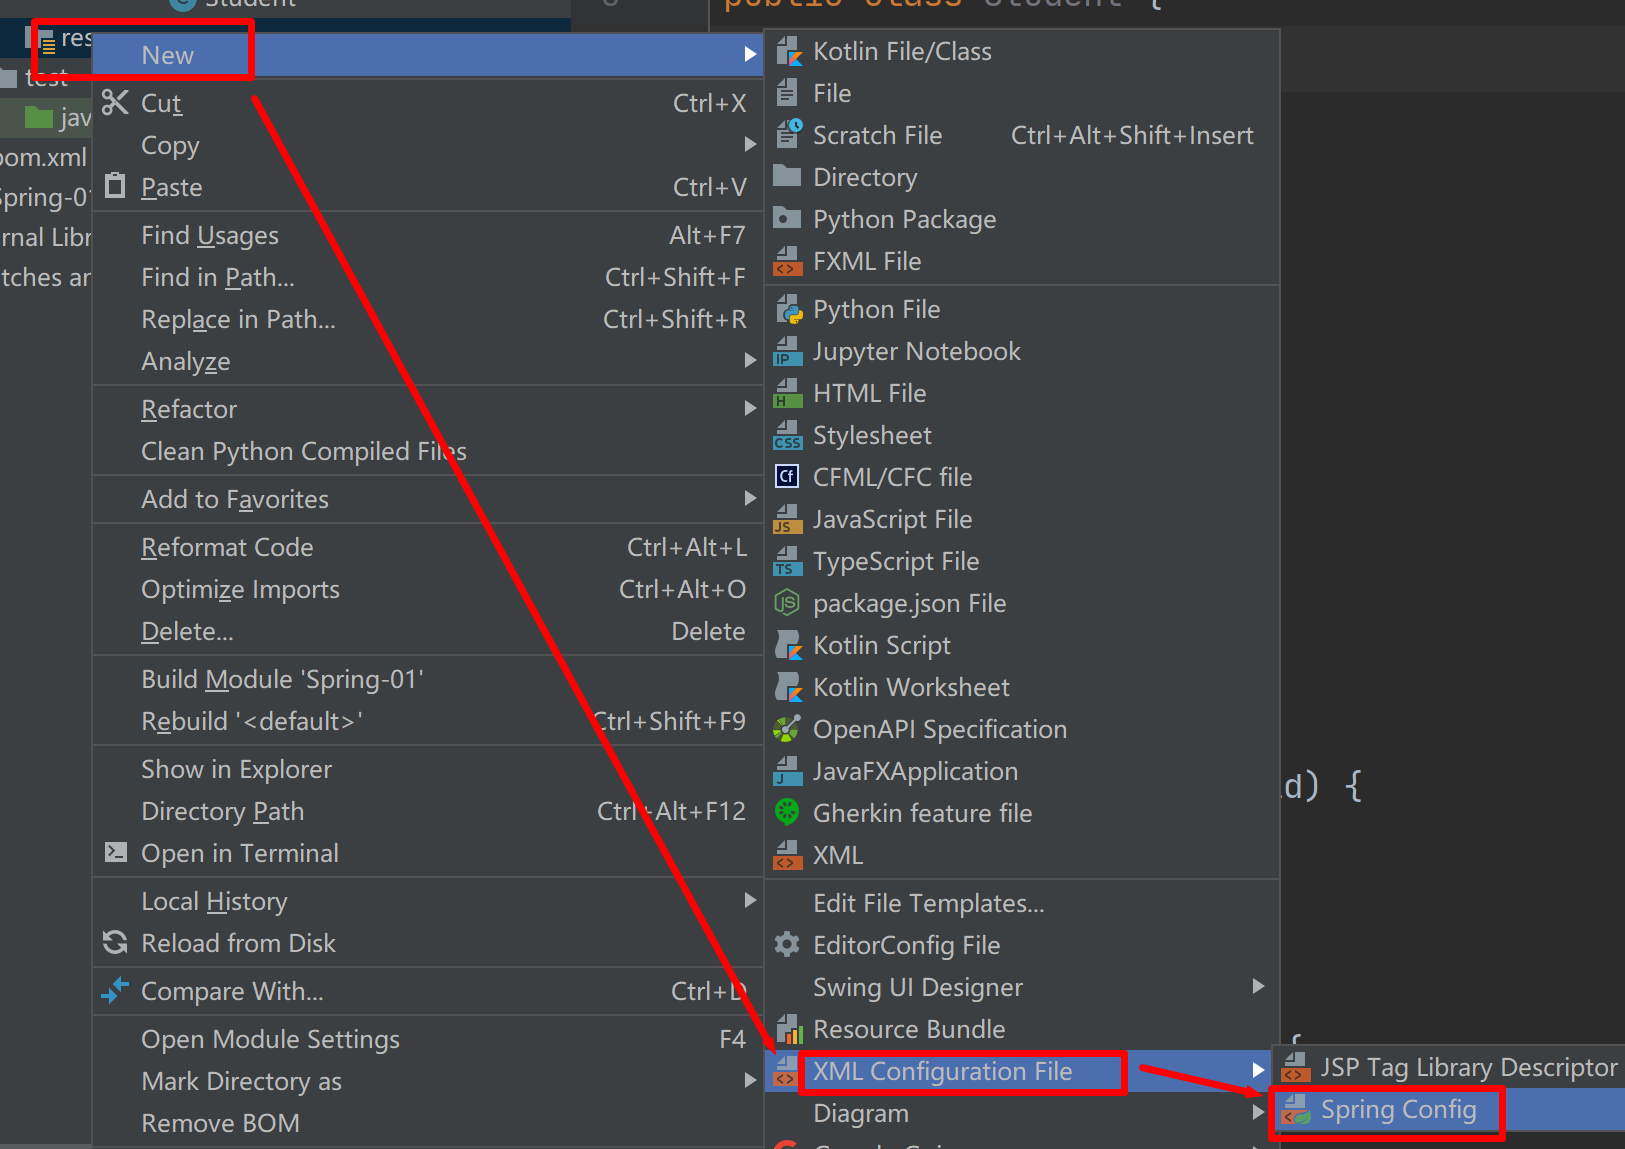 Student
public class Student {
res
test
jav
pom.xml
Spring-01
rnal Libr
tches an
New
Cut Ctrl+X
Copy
Paste Ctrl+V
Find Usages Alt+F7
Find in Path... Ctrl+Shift+F
Replace in Path... Ctrl+Shift+R
Analyze
Refactor
Clean Python Compiled Files
Add to Favorites
Reformat Code Ctrl+Alt+L
Optimize Imports Ctrl+Alt+O
Delete... Delete
Build Module 'Spring-01'
Rebuild '<default>' Ctrl+Shift+F9
Show in Explorer
Directory Path Ctrl+Alt+F12
Open in Terminal
Local History
Reload from Disk
Compare With... Ctrl+D
Open Module Settings F4
Mark Directory as
Remove BOM
Kotlin File/Class
File
Scratch File Ctrl+Alt+Shift+Insert
Directory
Python Package
FXML File
Python File
Jupyter Notebook
HTML File
Stylesheet
CFML/CFC file
JavaScript File
TypeScript File
package.json File
Kotlin Script
Kotlin Worksheet
OpenAPI Specification
JavaFXApplication
Gherkin feature file
XML
Edit File Templates...
EditorConfig File
Swing UI Designer
Resource Bundle
XML Configuration File
Diagram
JSP Tag Library Descriptor
Spring Config
id) {
{